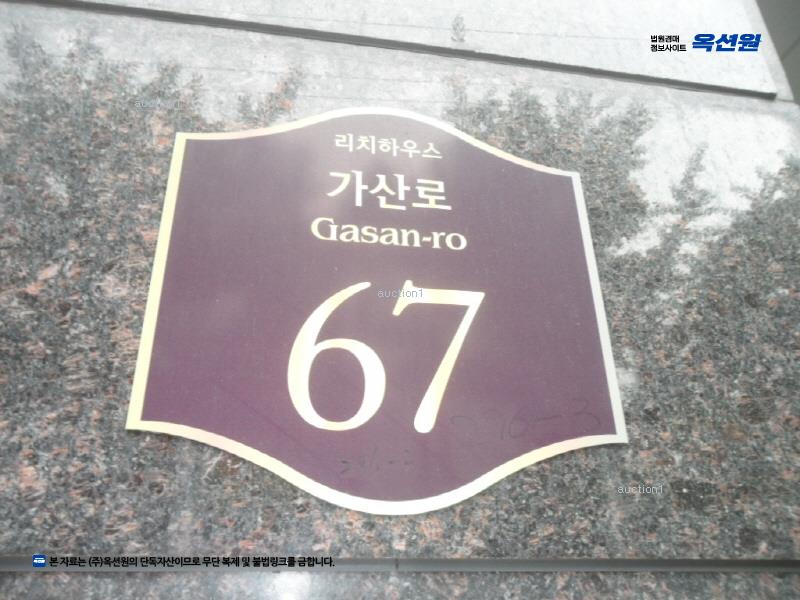 법원경매
정보사이트 옥션원
auction1
리치하우스
가산로
Gasan-ro
auction1
67
auction1
본 자료는 (주)옥션원의 단독자산이므로 무단 복제 및 불법링크를 금합니다.